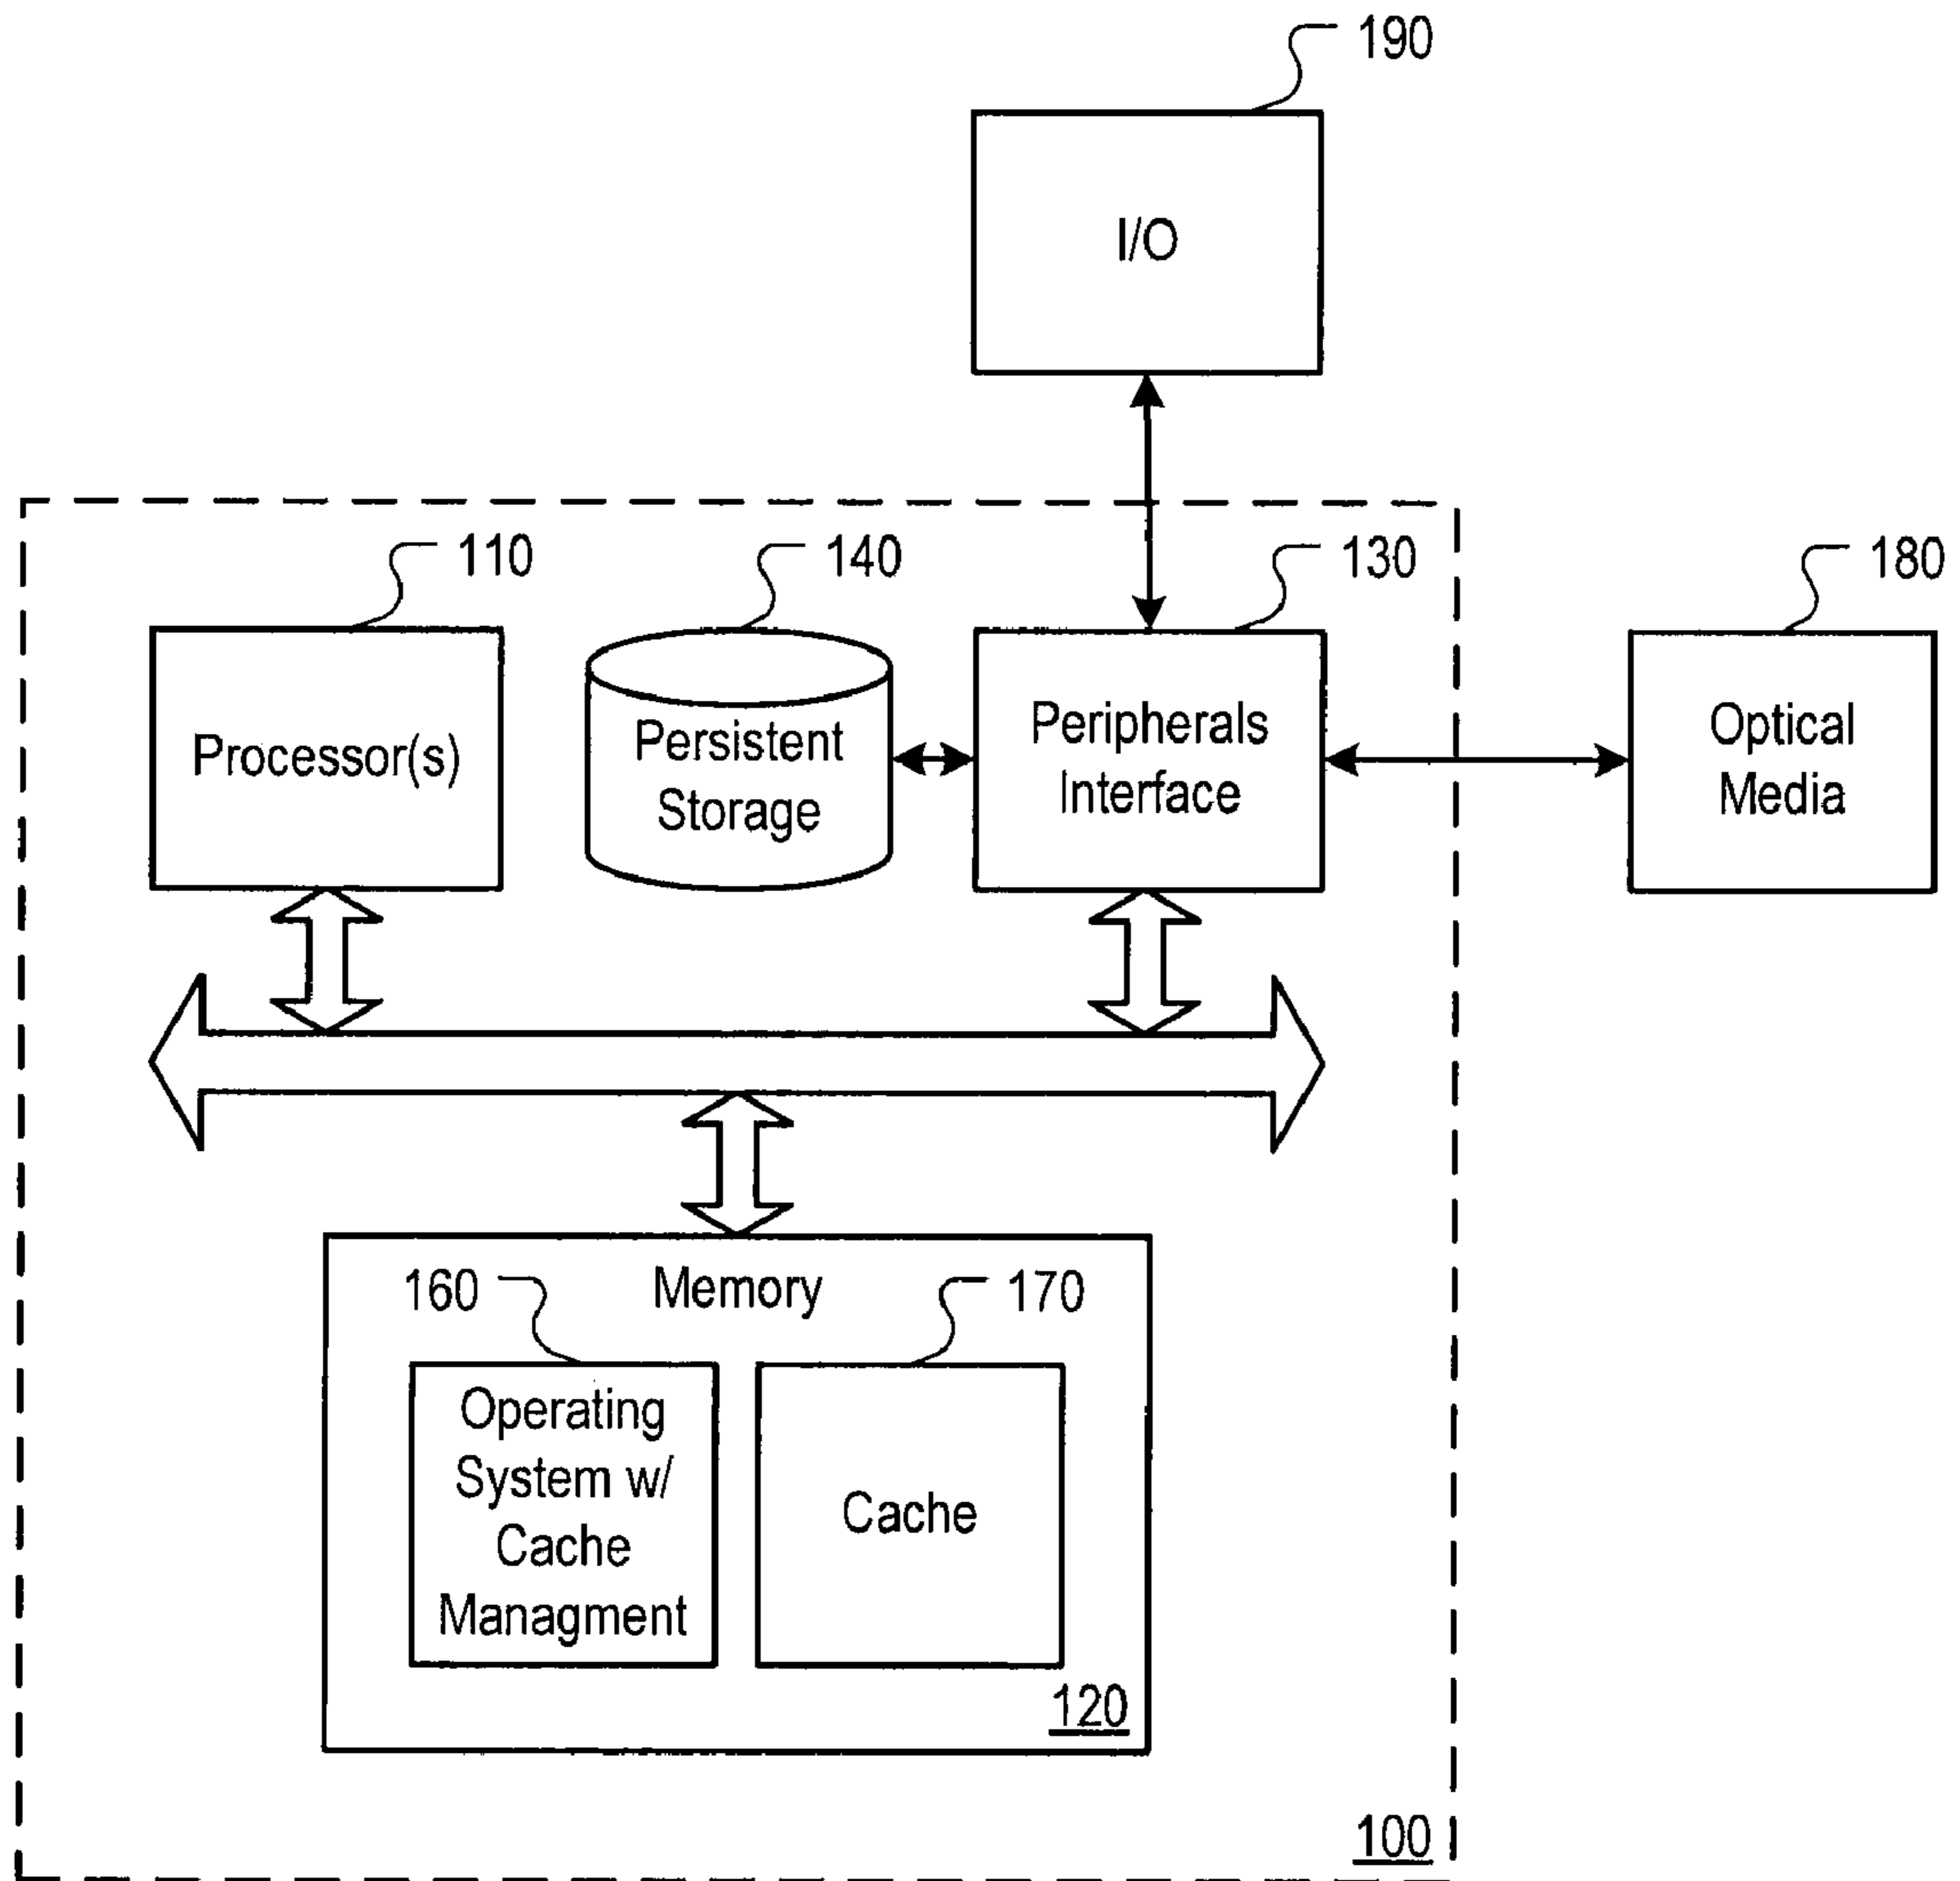 190
I/O
110
140
130
180
Processor(s)
Persistent
Storage
Peripherals
Interface
Optical
Media
160
Memory
170
Operating
System w/
Cache
Managment
Cache
120
100